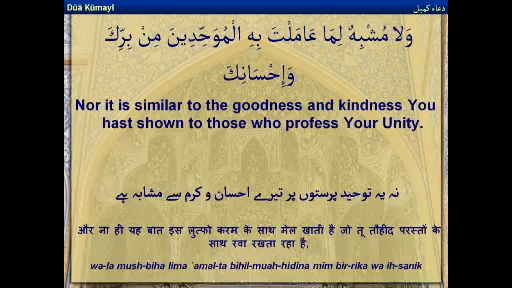 Dūā Kūmayl
دعاء كميل
وَلا مُشْبِهٌ لِمَا عَامَلْتَ بِهِ الْمُوَحِّدِينَ مِنْ بِرِّكَ
وَإِحْسَانِكَ
Nor it is similar to the goodness and kindness You
hast shown to those who profess Your Unity.
نہ یہ توحید پرستوں پر تیرے احسان و کرم سے مشابہ ہے
और ना ही यह बात इस लुत्फो करम के साथ मेल खाती है जो तू तौहीद परस्तों के
साथ रवा रखता रहा है,
wa-la mush-biha lima `amal-ta bihil-muah-hidina mim bir-rika wa ih-sanik